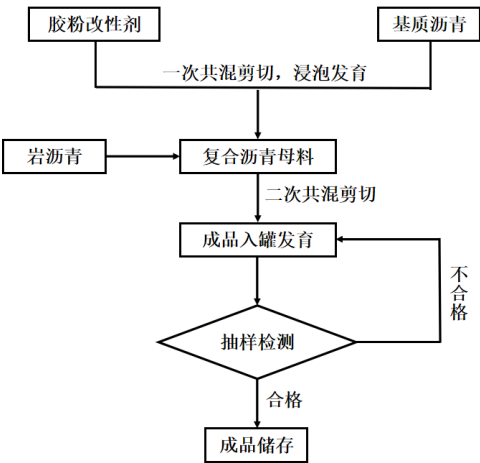 胶粉改性剂
基质沥青
一次共混剪切，浸泡发育
岩沥青
复合沥青母料
二次共混剪切
成品入罐发育
不合格
抽样检测
合格
成品储存